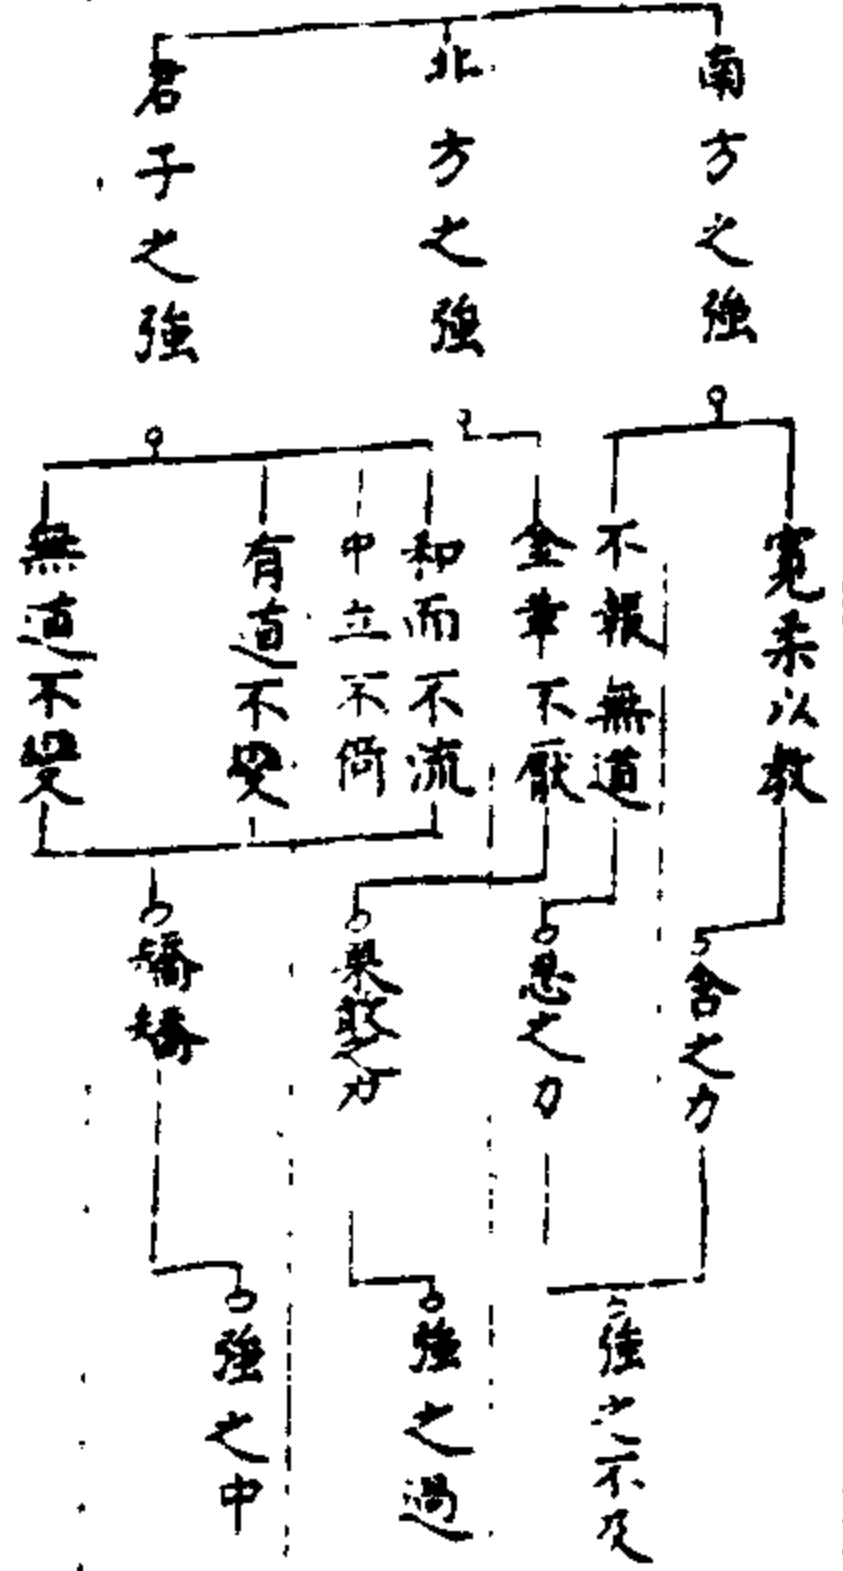 南方之強
北方之強
君子之強
寬柔以教
不報無道
金革不厭
和而不流
中立不倚
有道不變
無道不變
含之力
忍之力
果敢之力
矯矯
強之不及
強之過
強之中